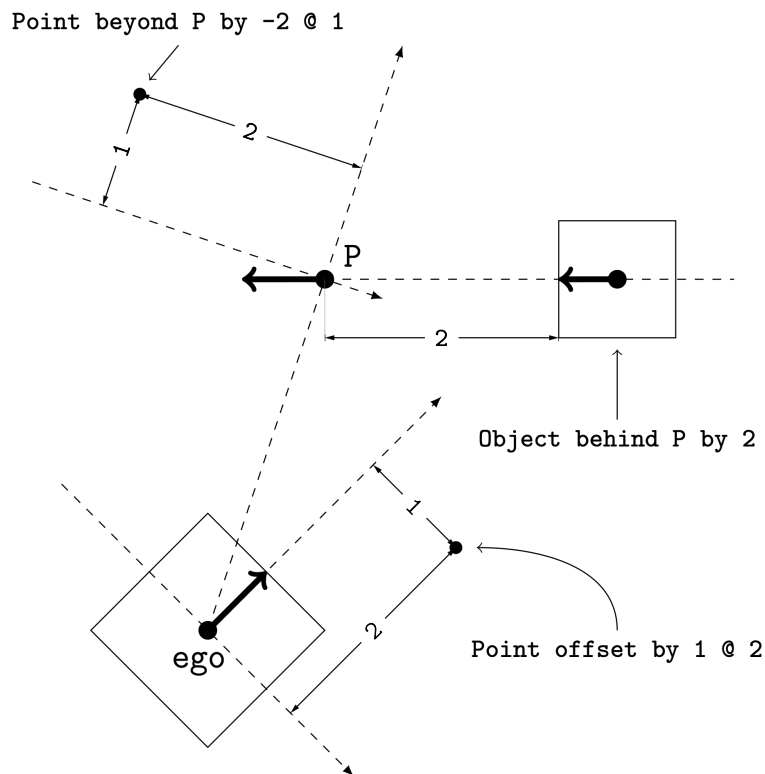 Point beyond P by -2 @ 1
2
1
P
2
Object behind P by 2
1
2
ego
Point offset by 1 @ 2